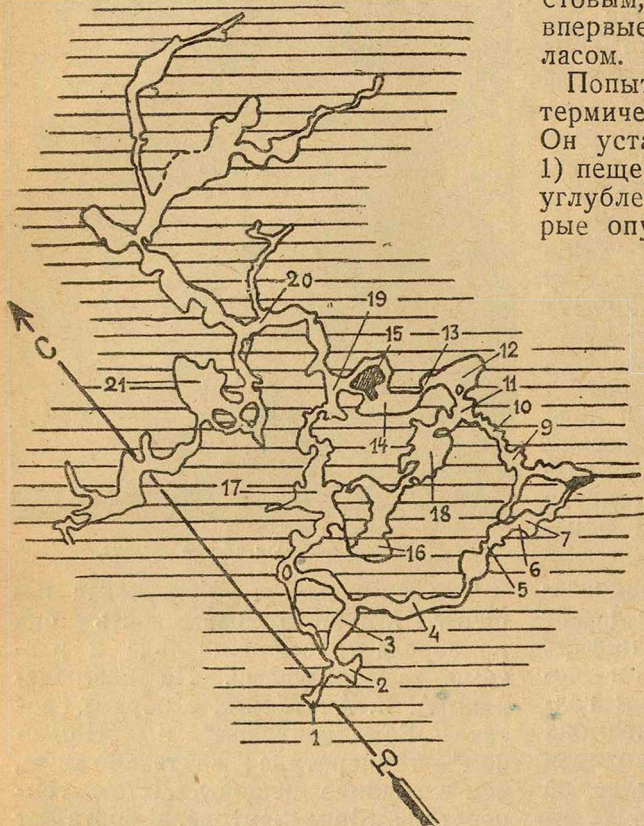 стовым,
впервые
ласом.
Попыт
термиче
Он уста
1) пеще
углубле
рые опу
20
19
15
13
12
С
11
21
10
9
14
17
18
7
16
6
5
4
3
2
1
Ю